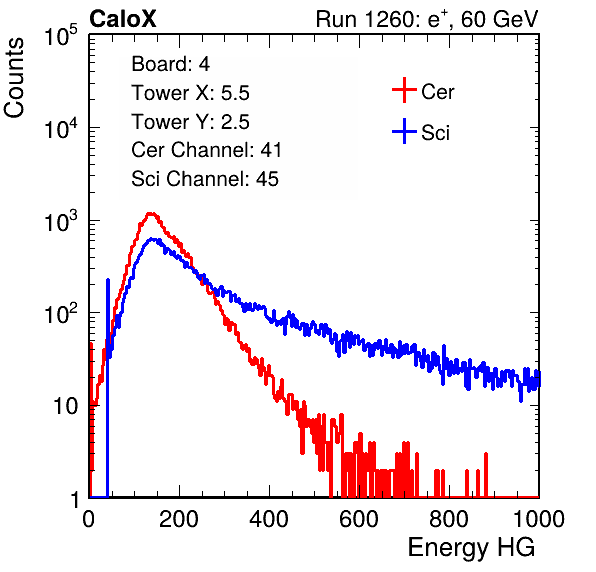 CaloX Run 1260: e⁺, 60 GeV
Counts
10⁵
10⁴
10³
10²
10
1
Board: 4
Tower X: 5.5
Tower Y: 2.5
Cer Channel: 41
Sci Channel: 45
Cer
Sci
0 200 400 600 800 1000
Energy HG